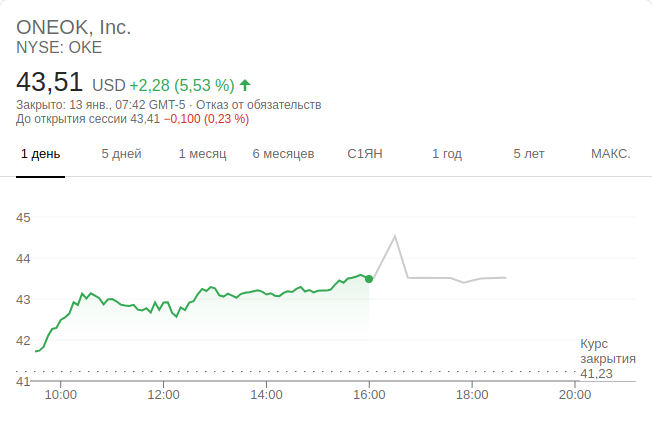 ONEOK, Inc.
NYSE: OKE
43,51 USD +2,28 (5,53 %)
Закрыто: 13 янв., 07:42 GMT-5 · Отказ от обязательств
До открытия сессии 43,41 −0,100 (0,23 %)
1 день 5 дней 1 месяц 6 месяцев С1ЯН 1 год 5 лет МАКС.
45
44
43
42
Курс
закрытия
41,23
41
10:00 12:00 14:00 16:00 18:00 20:00